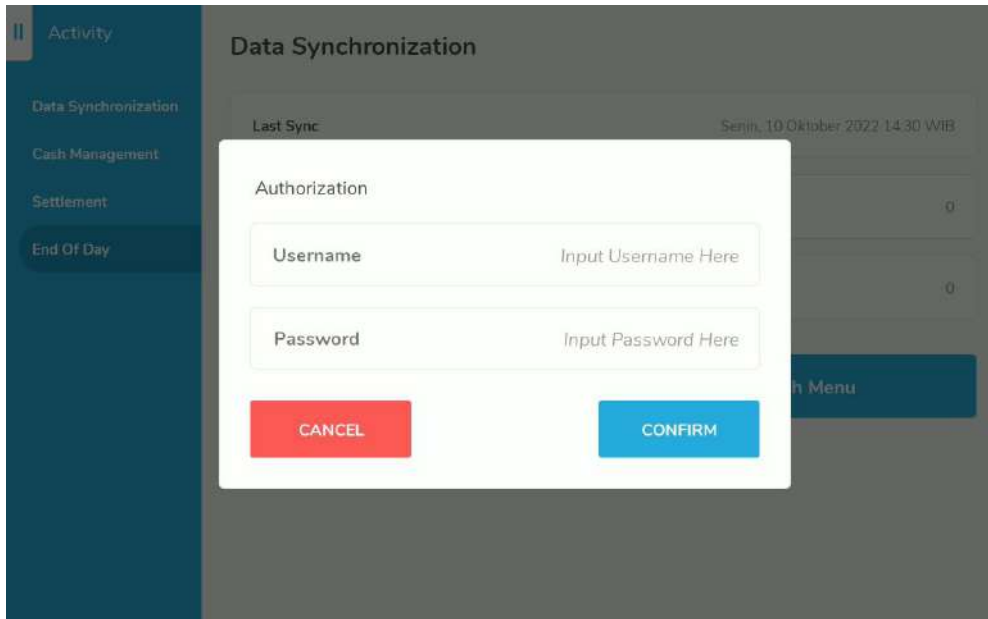 Activity
Data Synchronization
Cash Management
Settlement
End Of Day
Data Synchronization
Last Sync
Senin, 10 Oktober 2022 14:30 WIB
0
0
Menu
Authorization
Username
Input Username Here
Password
Input Password Here
CANCEL
CONFIRM